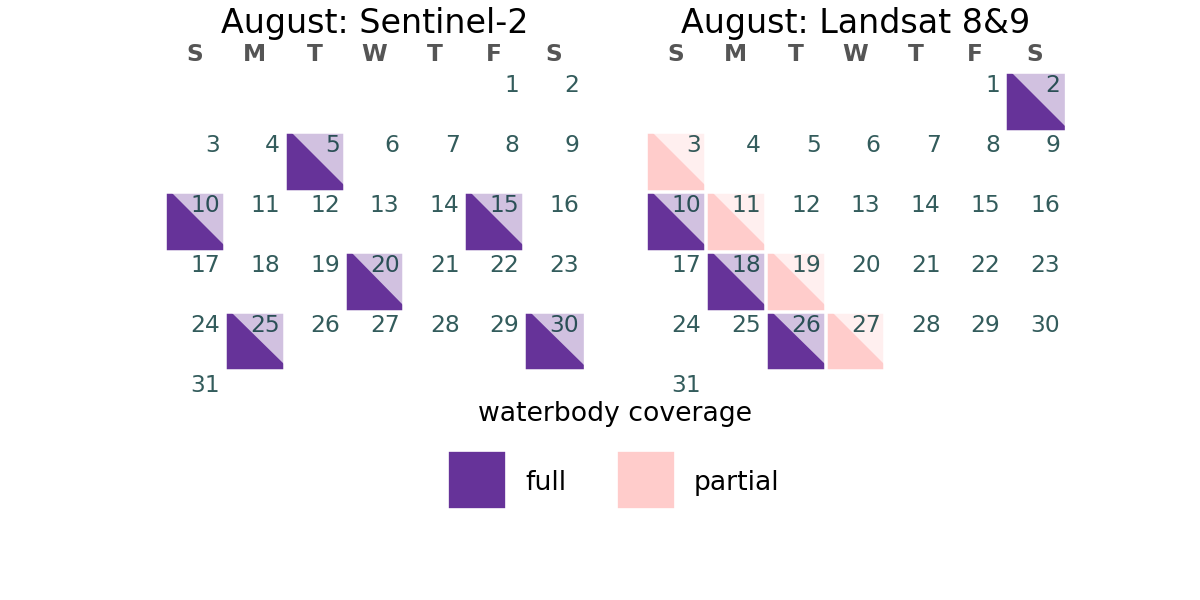 August: Sentinel-2
S M T W T F S
1 2
3 4 5 6 7 8 9
10 11 12 13 14 15 16
17 18 19 20 21 22 23
24 25 26 27 28 29 30
31
August: Landsat 8&9
S M T W T F S
1 2
3 4 5 6 7 8 9
10 11 12 13 14 15 16
17 18 19 20 21 22 23
24 25 26 27 28 29 30
31
waterbody coverage
full partial